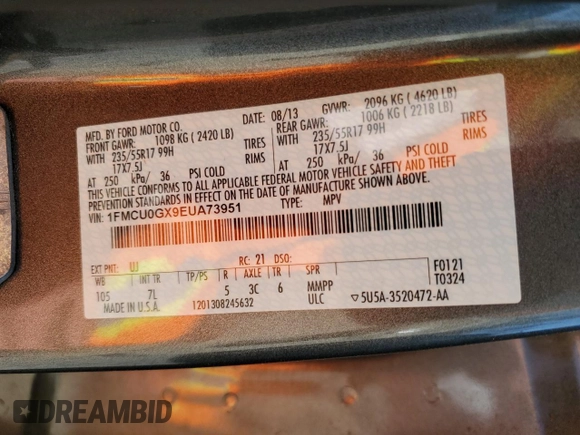 MFD. BY FORD MOTOR CO.
DATE: 08/13 GVWR: 2096 KG ( 4620 LB)
FRONT GAWR: 1098 KG ( 2420 LB) REAR GAWR: 1006 KG ( 2218 LB)
WITH 235/55R17 99H TIRES WITH 235/55R17 99H TIRES
17X7.5J RIMS 17X7.5J RIMS
AT 250 kPa/ 36 PSI COLD AT 250 kPa/ 36 PSI COLD
THIS VEHICLE CONFORMS TO ALL APPLICABLE FEDERAL MOTOR VEHICLE SAFETY AND THEFT
PREVENTION STANDARDS IN EFFECT ON THE DATE OF MANUFACTURE SHOWN ABOVE.
VIN: 1FMCU0GX9EUA73951 TYPE: MPV
EXT PNT: UJ RC: 21 DSO:
WB INT TR TP/PS R AXLE TR SPR F0121
105 7L 5 3C 6 MMPP T0324
MADE IN U.S.A. 1201308245632 ULC ▽5U5A-3520472-AA
DREAMBID